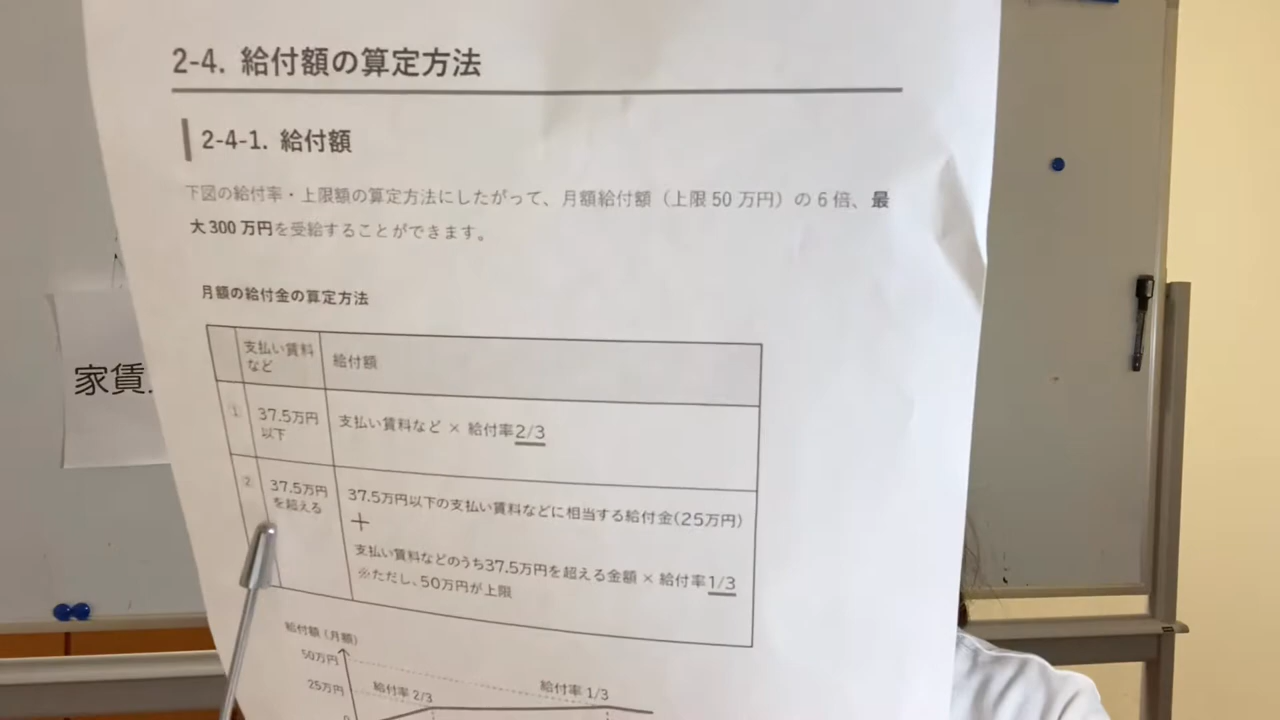 2-4. 給付額の算定方法
2-4-1. 給付額
下図の給付率・上限額の算定方法にしたがって、月額給付額（上限 50 万円）の 6 倍、最
大 300 万円を受給することができます。
月額の給付金の算定方法
支払い賃料
など
給付額
①
37.5万円
以下
支払い賃料など × 給付率2/3
②
37.5万円
を超える
37.5万円以下の支払い賃料などに相当する給付金(25万円)
＋
支払い賃料などのうち37.5万円を超える金額 × 給付率1/3
※ただし、50万円が上限
給付額（月額）
50万円
25万円
給付率 2/3
給付率 1/3
0
家賃